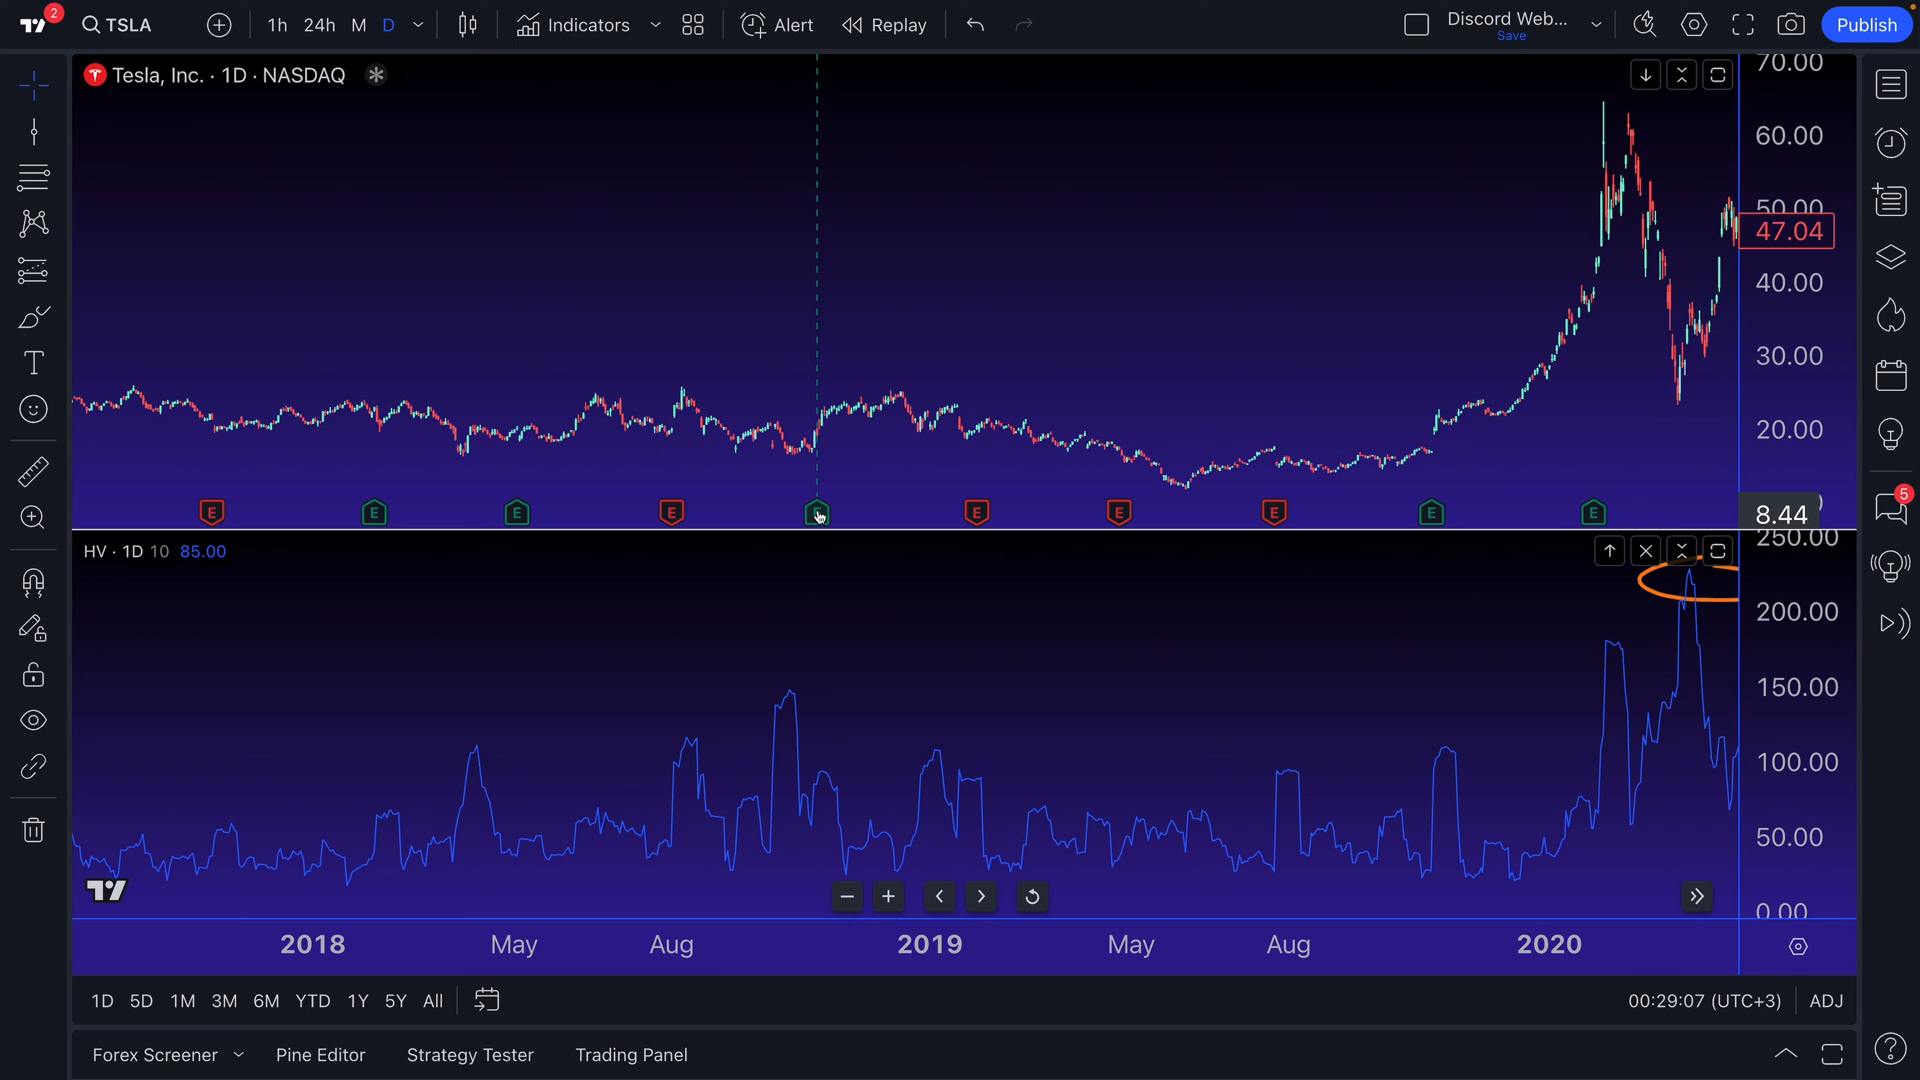 2
TSLA
1h 24h M D
Indicators
Alert
Replay
Discord Web...
Save
Publish
Tesla, Inc. · 1D · NASDAQ
70.00
60.00
50.00
47.04
40.00
30.00
20.00
E E E E E E E E E
8.44
5
HV · 1D 10 85.00
250.00
200.00
150.00
100.00
50.00
0.00
2018 May Aug 2019 May Aug 2020
1D 5D 1M 3M 6M YTD 1Y 5Y All
00:29:07 (UTC+3) ADJ
Forex Screener Pine Editor Strategy Tester Trading Panel